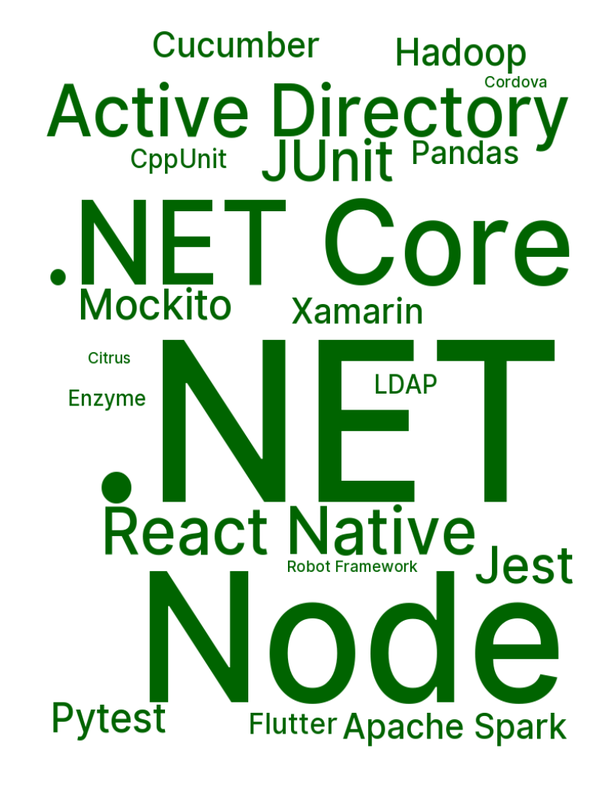 Cucumber
Hadoop
Cordova
Active Directory
CppUnit
JUnit
Pandas
.NET Core
Mockito
Xamarin
Citrus
.NET
LDAP
Enzyme
React Native
Robot Framework
Jest
Node
Pytest
Flutter
Apache Spark